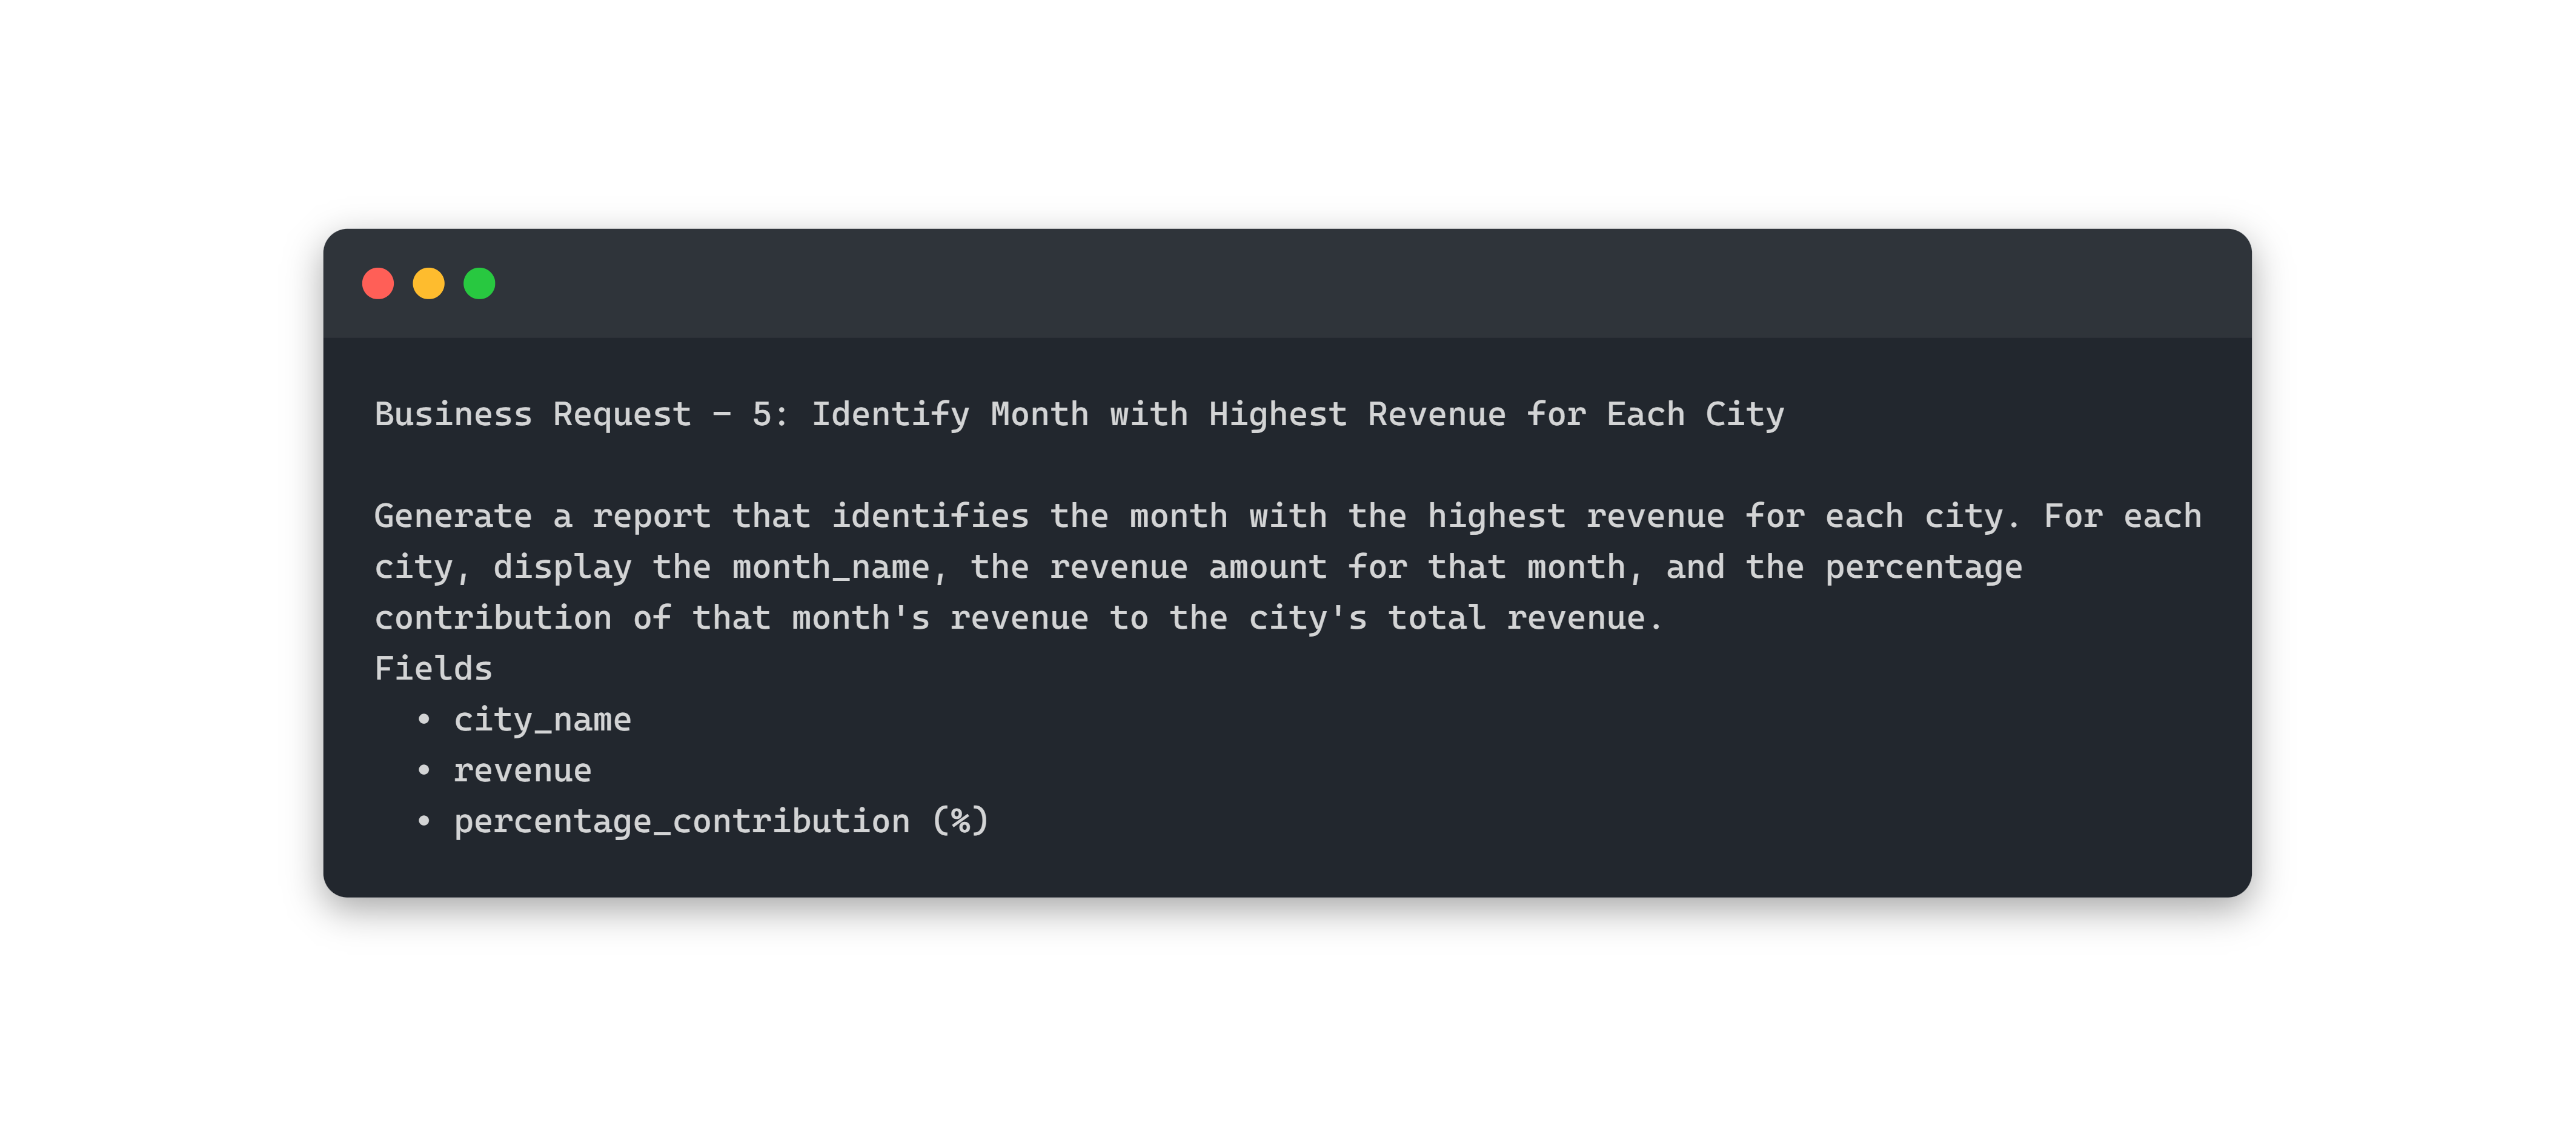 Business Request - 5: Identify Month with Highest Revenue for Each City
Generate a report that identifies the month with the highest revenue for each city. For each
city, display the month_name, the revenue amount for that month, and the percentage
contribution of that month's revenue to the city's total revenue.
Fields
• city_name
• revenue
• percentage_contribution (%)